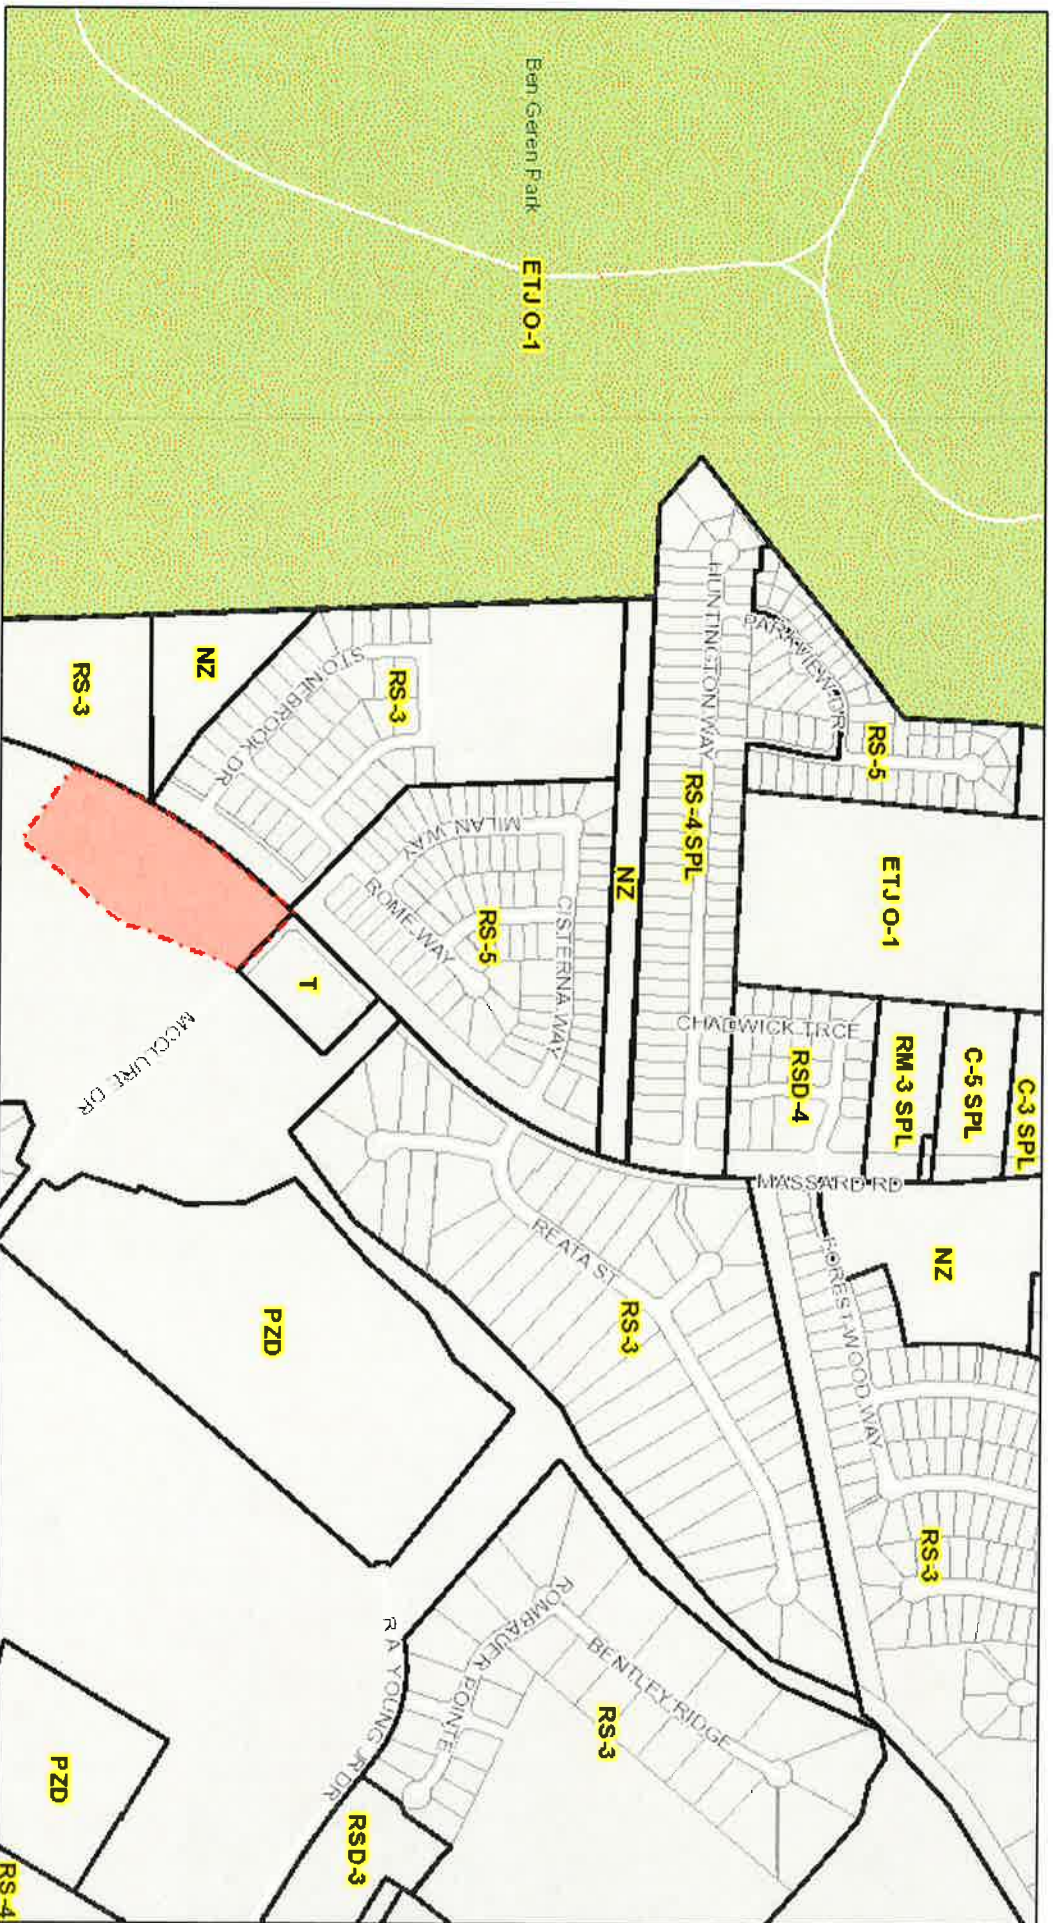 Ben Geren Park
ETJ O-1
HUNTINGTON WAY
PARKVIEW DR
RS-5
RS-4 SPL
ETJ O-1
NZ
RS-3
NZ
RS-3
STONEBROOK DR
MILAN WAY
ROME WAY
RS-5
CISTERNA WAY
T
MCCLURE DR
CHADWICK TRCE
RSD-4
RM-3 SPL
C-5 SPL
C-3 SPL
MASSARD RD
NZ
FOREST WOOD WAY
REATA ST
RS-3
PZD
RS-3
ROMBAUER POINTE
BENTLEY RIDGE
RS-3
R A YOUNG JR DR
RSD-3
PZD
RS-4